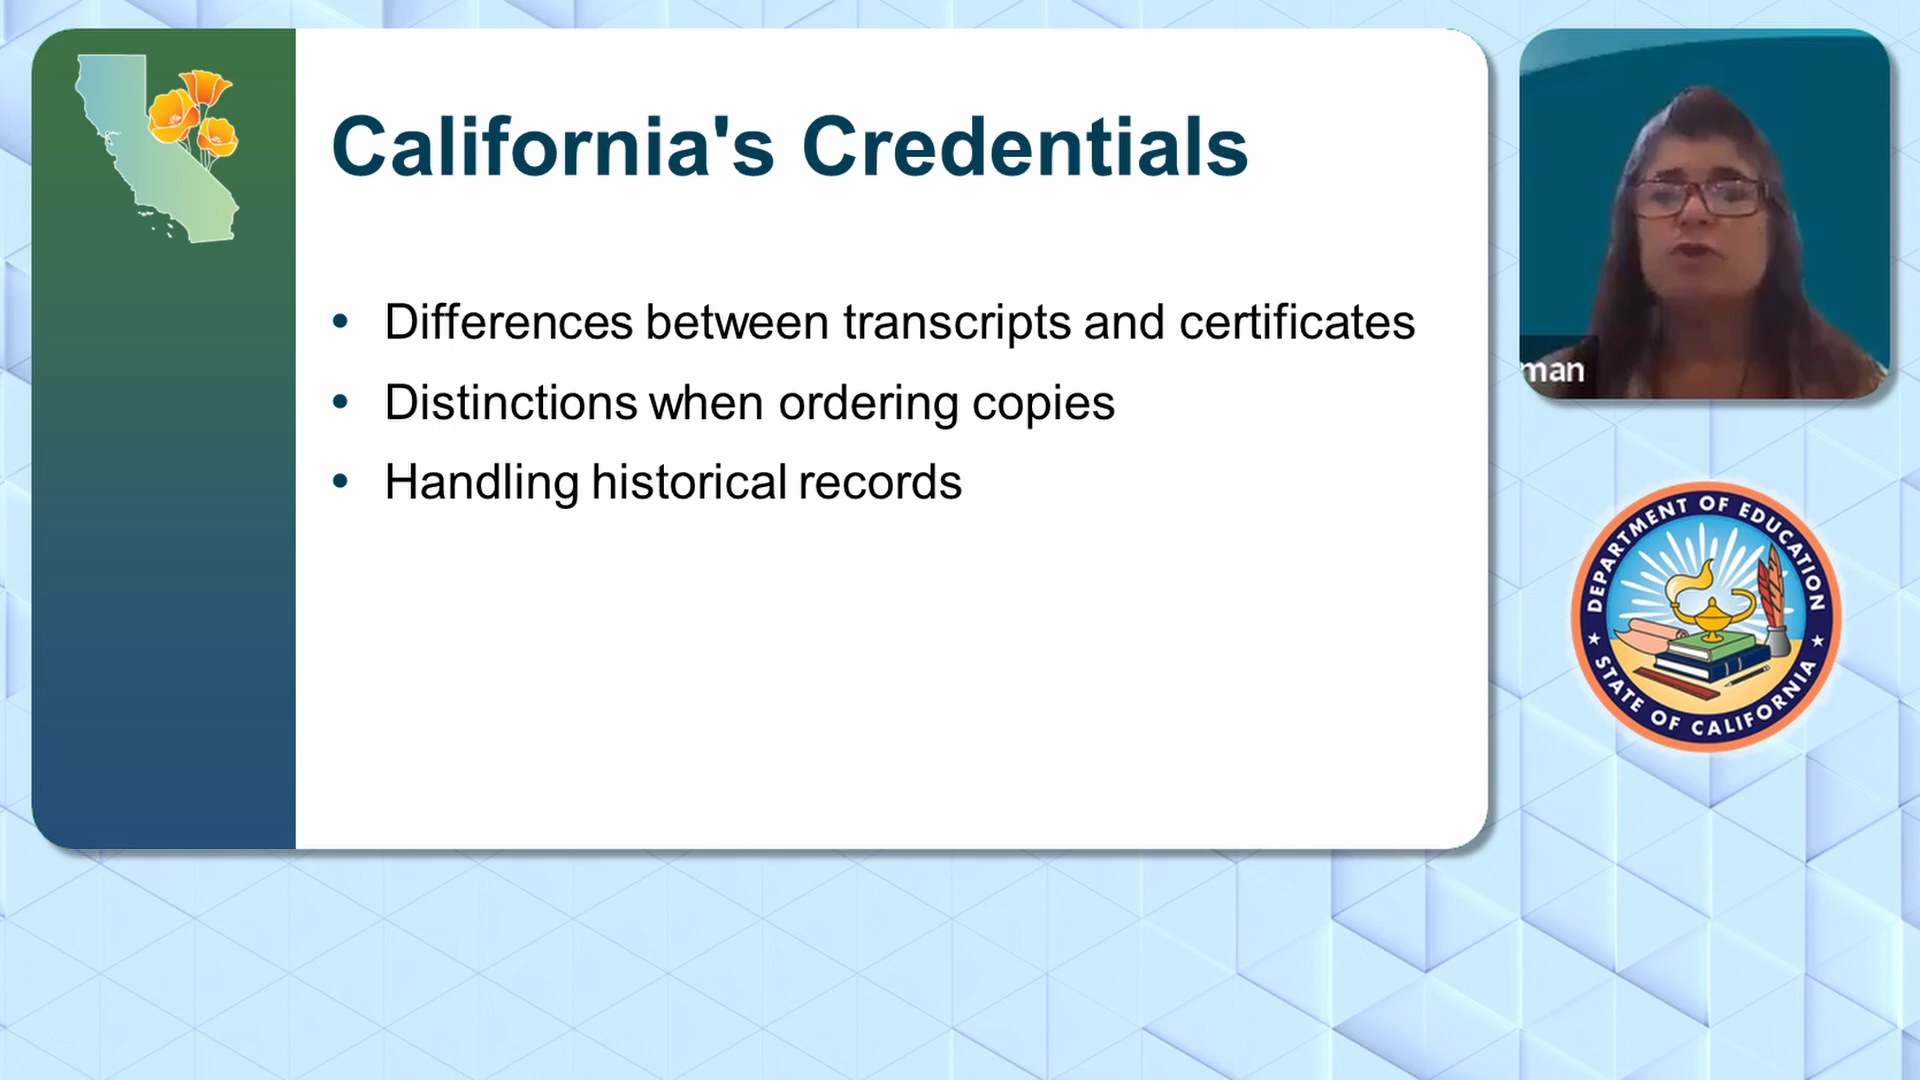 California's Credentials
• Differences between transcripts and certificates
• Distinctions when ordering copies
• Handling historical records
man
DEPARTMENT OF EDUCATION
STATE OF CALIFORNIA